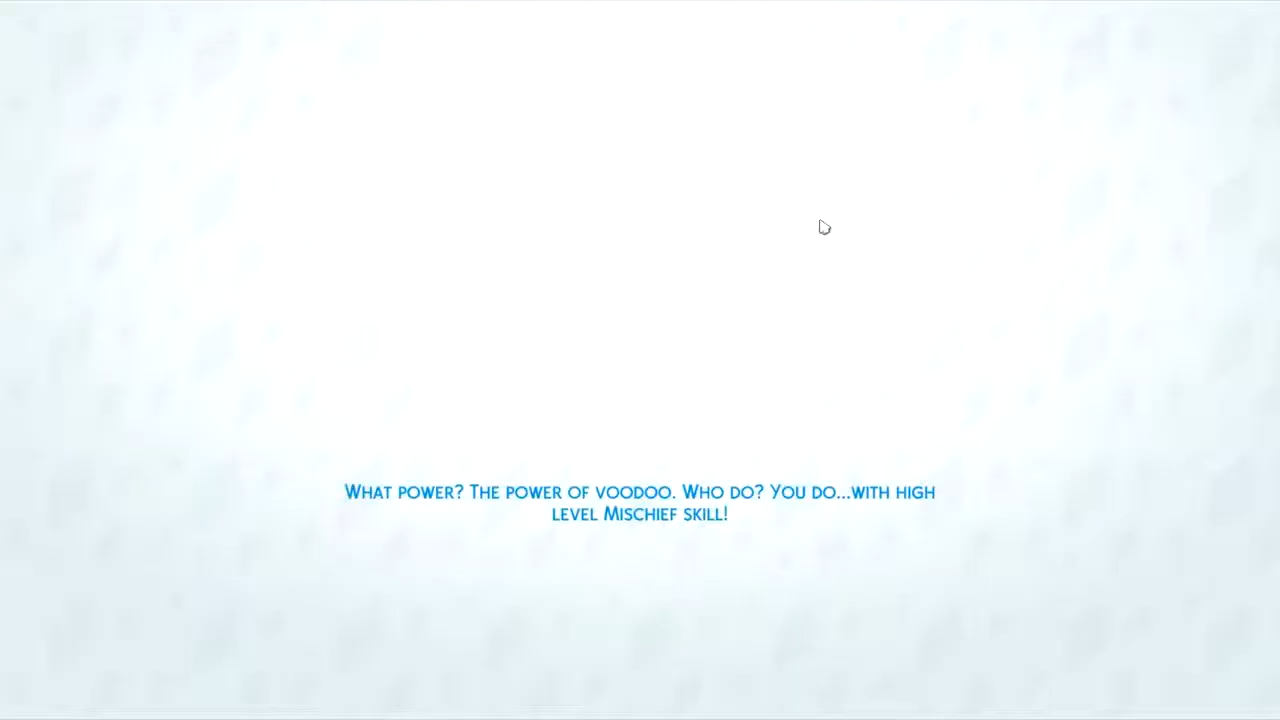 What power? The power of voodoo. Who do? You do...with high
level Mischief skill!